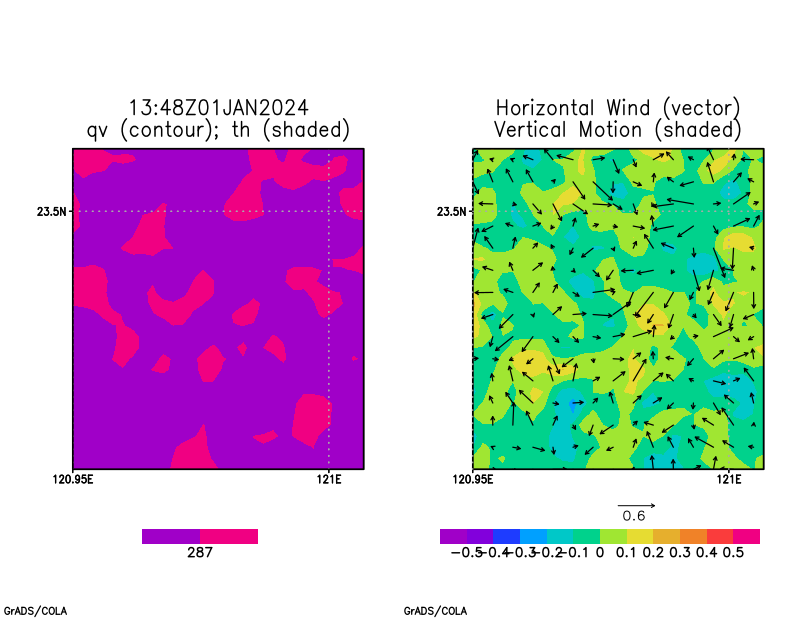 13:48Z01JAN2024
qv (contour); th (shaded)
23.5N
120.95E
121E
287
Horizontal Wind (vector)
Vertical Motion (shaded)
23.5N
120.95E
121E
0.6
−0.5−0.4−0.3−0.2−0.1 0 0.1 0.2 0.3 0.4 0.5
GrADS/COLA
GrADS/COLA